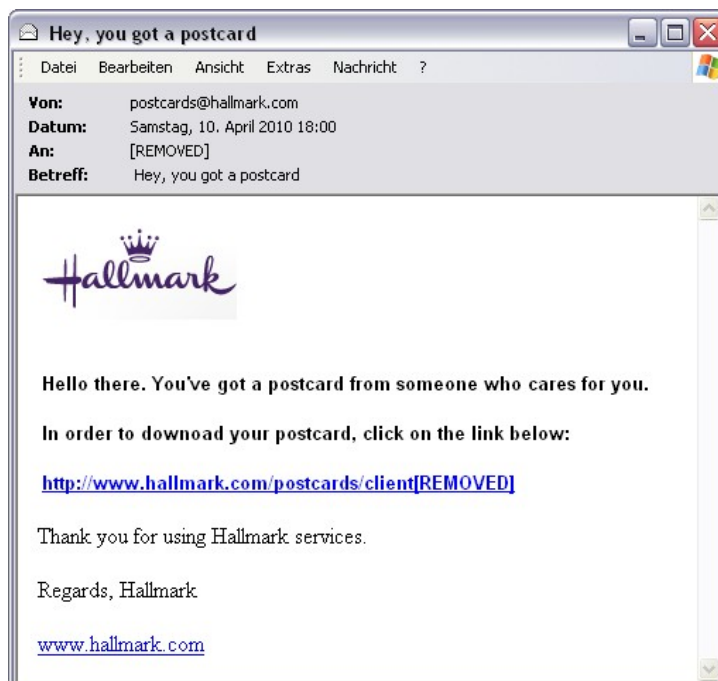 Hey, you got a postcard
Datei Bearbeiten Ansicht Extras Nachricht ?
Von: postcards@hallmark.com
Datum: Samstag, 10. April 2010 18:00
An: [REMOVED]
Betreff: Hey, you got a postcard
Hallmark
Hello there. You've got a postcard from someone who cares for you.
In order to downoad your postcard, click on the link below:
http://www.hallmark.com/postcards/client[REMOVED]
Thank you for using Hallmark services.
Regards, Hallmark
www.hallmark.com